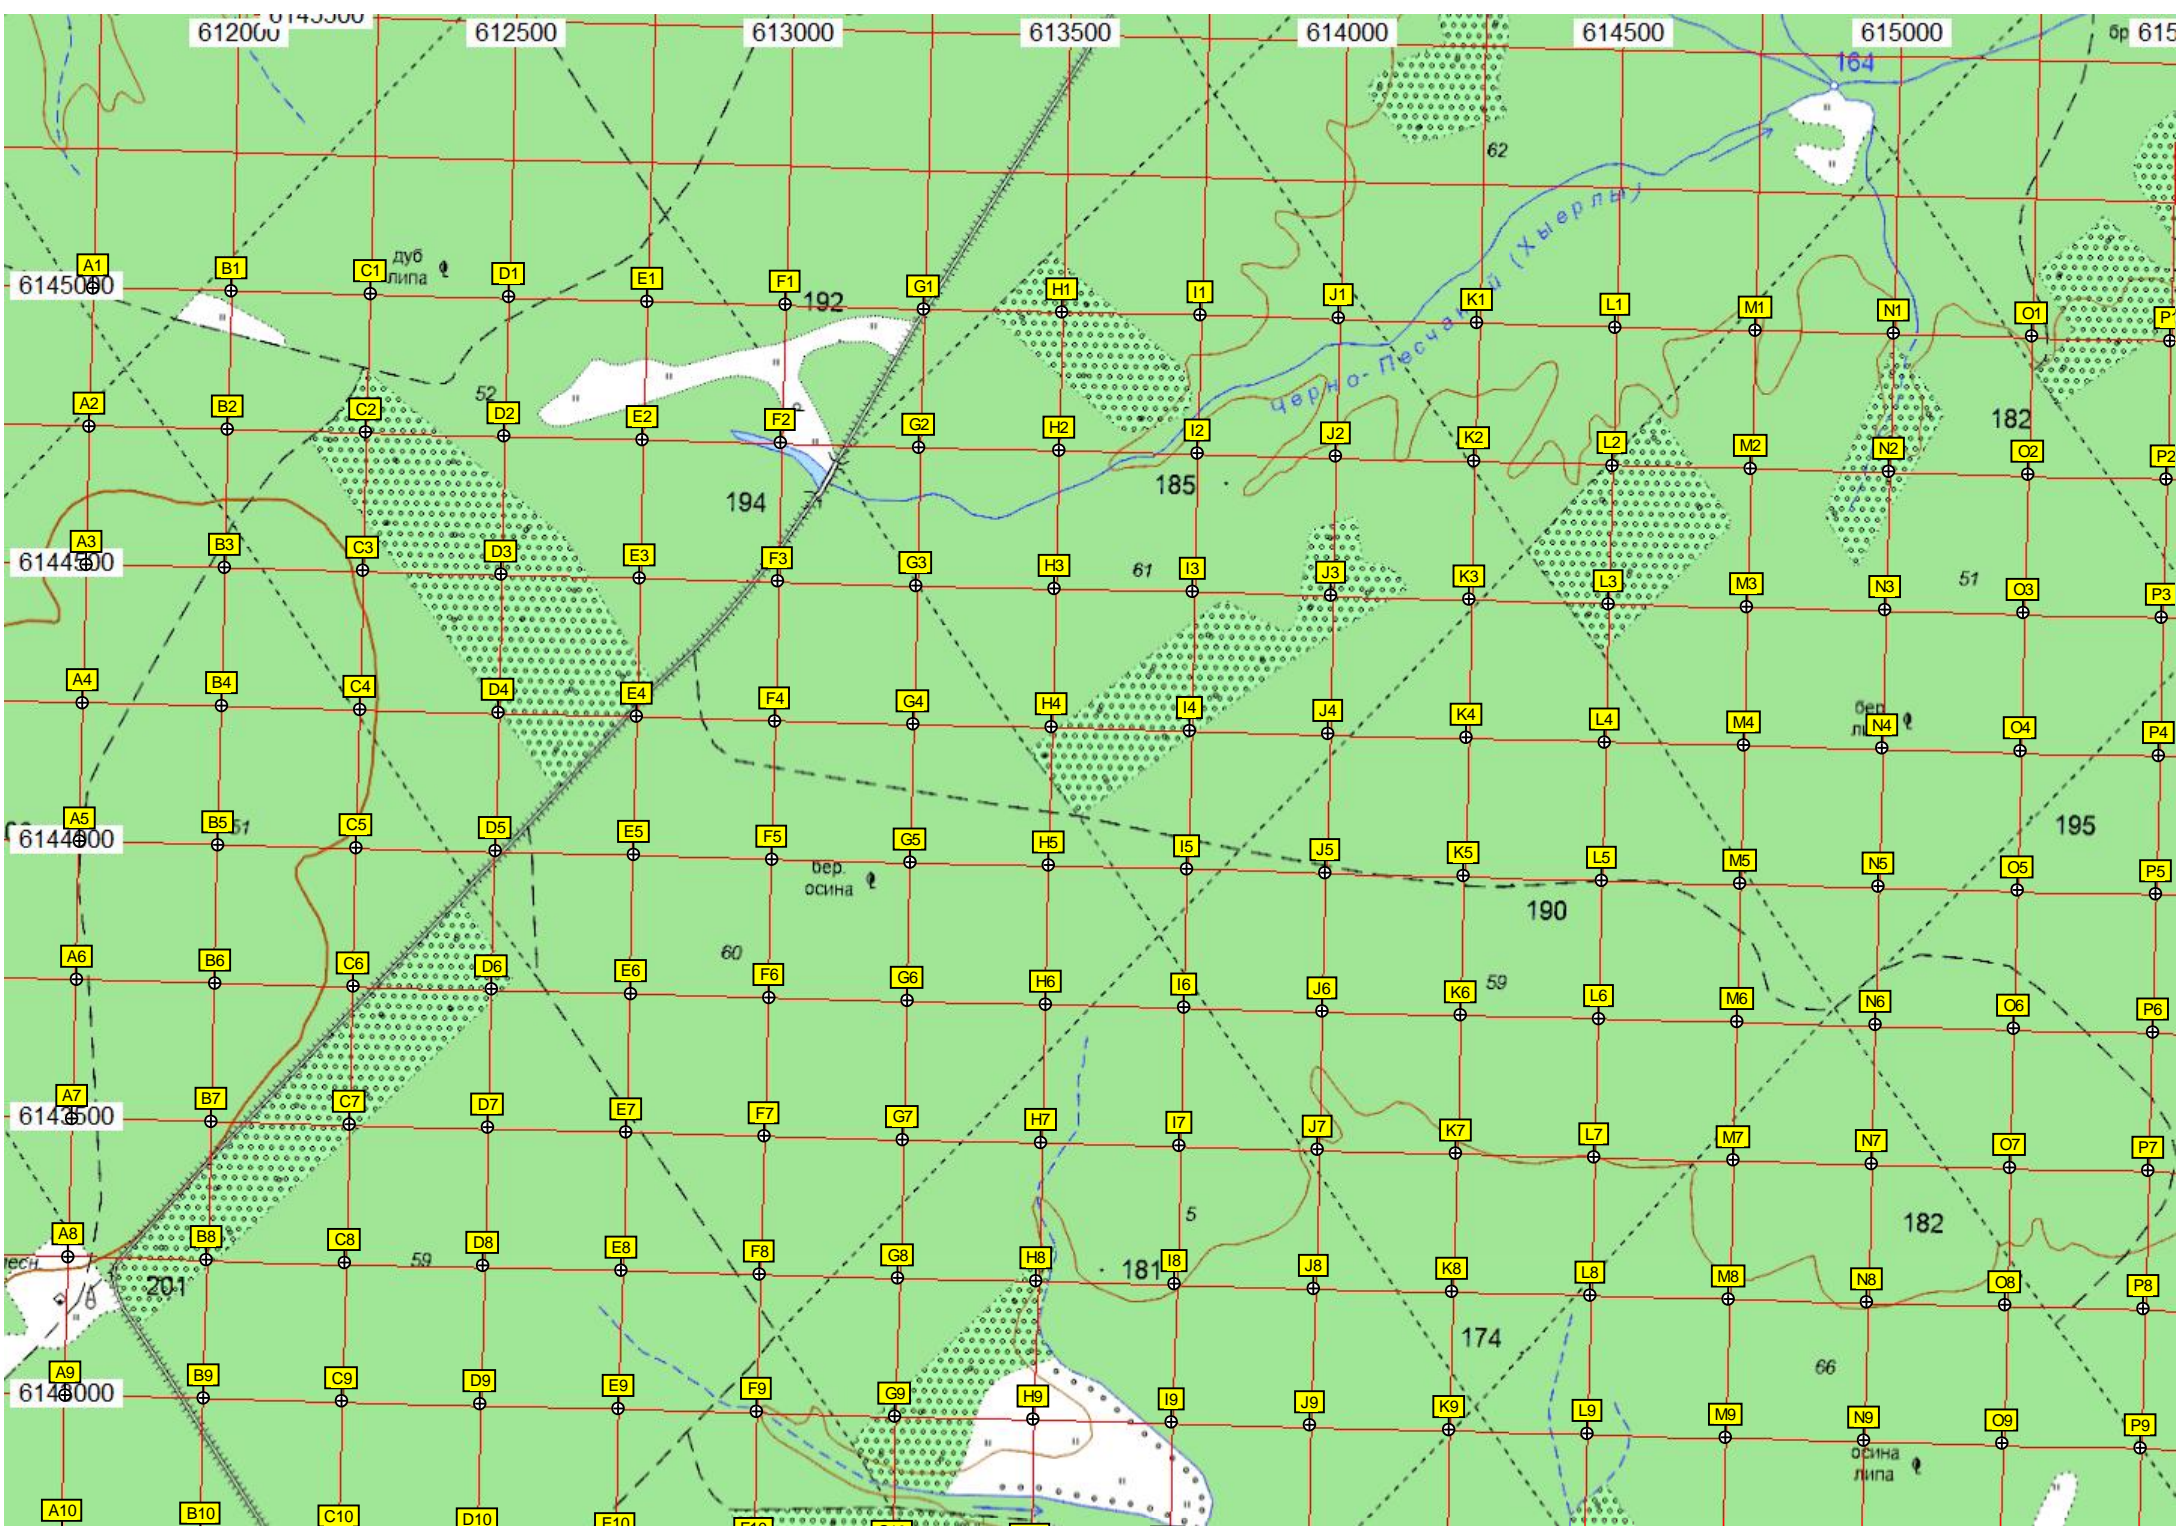 6145500
612000 612500 613000 613500 614000 614500 615000 615
бр
164
62
Черно-Песчаный (Хыерлы)
дуб
липа
A1 B1 C1 D1 E1 F1 G1 H1 I1 J1 K1 L1 M1 N1 O1 P1
6145000
192
52
A2 B2 C2 D2 E2 F2 G2 H2 I2 J2 K2 L2 M2 N2 O2 P2
182
194
185
A3 B3 C3 D3 E3 F3 G3 H3 I3 J3 K3 L3 M3 N3 O3 P3
6144500
61
51
A4 B4 C4 D4 E4 F4 G4 H4 I4 J4 K4 L4 M4 N4 O4 P4
бер.
A5 B5 C5 D5 E5 F5 G5 H5 I5 J5 K5 L5 M5 N5 O5 P5
6144000
51
195
бер.
осина
190
60
59
A6 B6 C6 D6 E6 F6 G6 H6 I6 J6 K6 L6 M6 N6 O6 P6
A7 B7 C7 D7 E7 F7 G7 H7 I7 J7 K7 L7 M7 N7 O7 P7
6143500
5
182
A8 B8 C8 D8 E8 F8 G8 H8 I8 J8 K8 L8 M8 N8 O8 P8
59
181
201
174
66
A9 B9 C9 D9 E9 F9 G9 H9 I9 J9 K9 L9 M9 N9 O9 P9
6143000
осина
липа
A10 B10 C10 D10 E10 F10